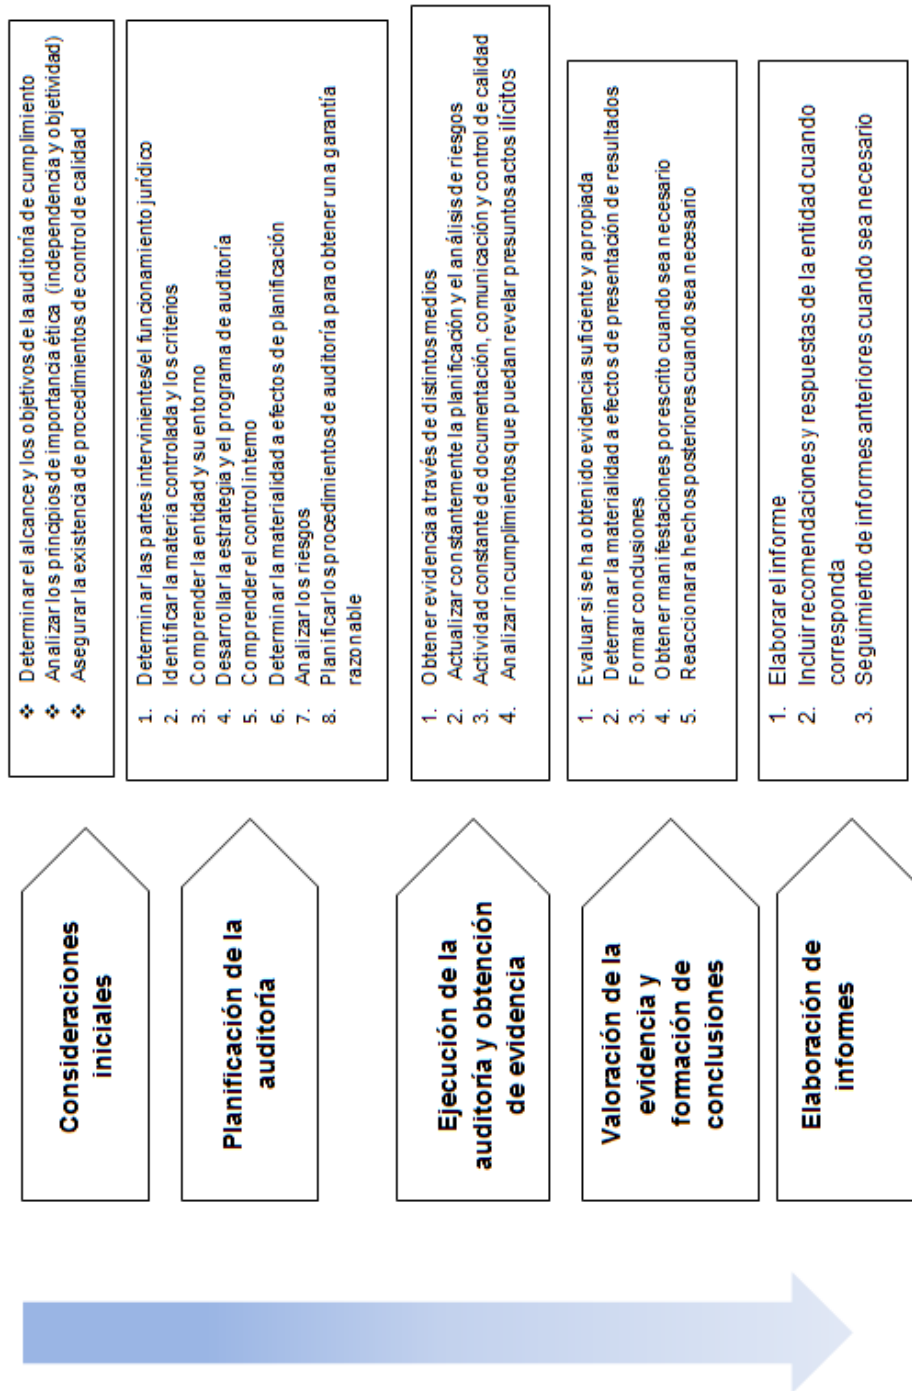 Consideraciones
iniciales
Determinar el alcance y los objetivos de la auditoría de cumplimiento
Analizar los principios de importancia ética (independencia y objetividad)
Asegurar la existencia de procedimientos de control de calidad
Planificación de la
auditoría
1. Determinar las partes intervinientes/el funcionamiento jurídico
2. Identificar la materia controlada y los criterios
3. Comprender la entidad y su entorno
4. Desarrollar la estrategia y el programa de auditoría
5. Comprender el control interno
6. Determinar la materialidad a efectos de planificación
7. Analizar los riesgos
8. Planificar los procedimientos de auditoría para obtener una garantía
razonable
Ejecución de la
auditoría y obtención
de evidencia
1. Obtener evidencia a través de distintos medios
2. Actualizar constantemente la planificación y el análisis de riesgos
3. Actividad constante de documentación, comunicación y control de calidad
4. Analizar incumplimientos que puedan revelar presuntos actos ilícitos
Valoración de la
evidencia y
formación de
conclusiones
1. Evaluar si se ha obtenido evidencia suficiente y apropiada
2. Determinar la materialidad a efectos de presentación de resultados
3. Formar conclusiones
4. Obtener manifestaciones por escrito cuando sea necesario
5. Reaccionar a hechos posteriores cuando sea necesario
Elaboración de
informes
1. Elaborar el informe
2. Incluir recomendaciones y respuestas de la entidad cuando
corresponda
3. Seguimiento de informes anteriores cuando sea necesario